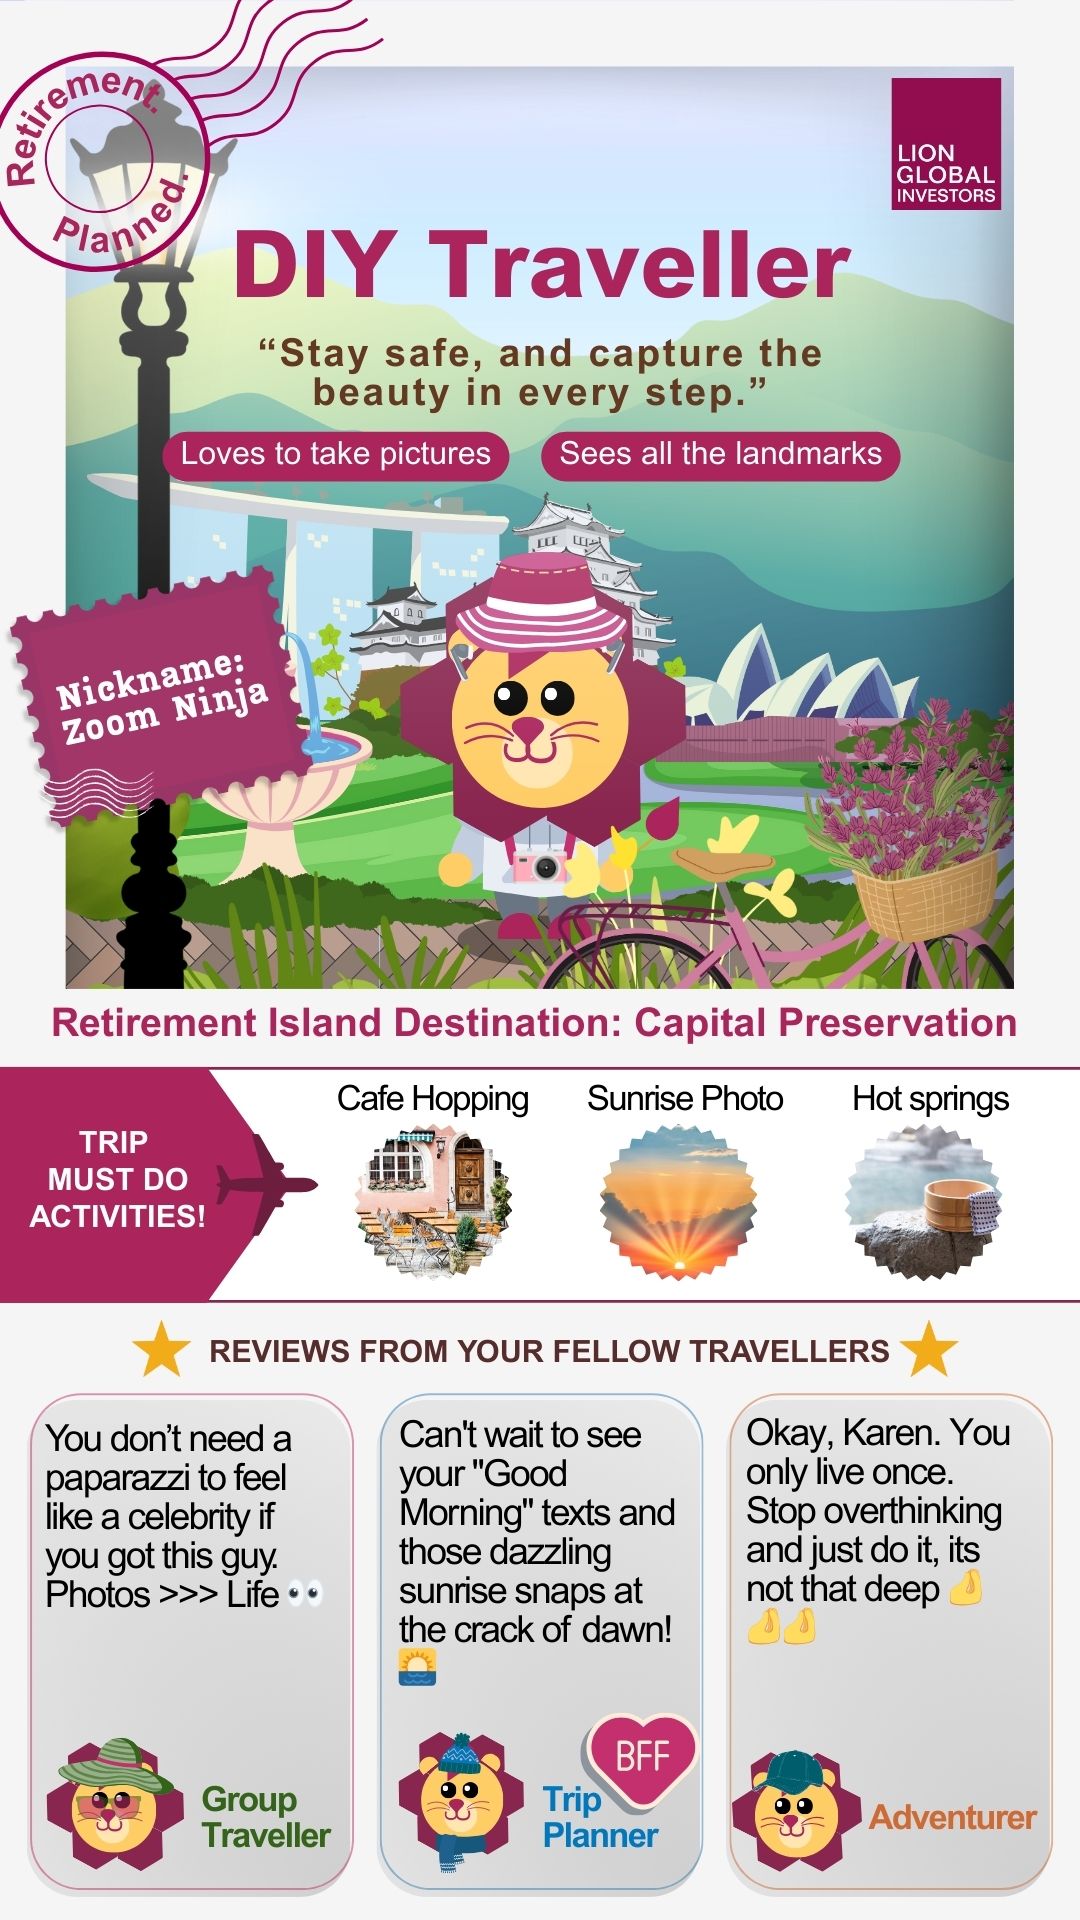 Retirement.
Planned.
LION
GLOBAL
INVESTORS
DIY Traveller
“Stay safe, and capture the
beauty in every step.”
Loves to take pictures
Sees all the landmarks
Nickname:
Zoom Ninja
Retirement Island Destination: Capital Preservation
TRIP
MUST DO
ACTIVITIES!
Cafe Hopping
Sunrise Photo
Hot springs
REVIEWS FROM YOUR FELLOW TRAVELLERS
You don’t need a
paparazzi to feel
like a celebrity if
you got this guy.
Photos >>> Life 👀
Group
Traveller
Can't wait to see
your "Good
Morning" texts and
those dazzling
sunrise snaps at
the crack of dawn!
🌅
BFF
Trip
Planner
Okay, Karen. You
only live once.
Stop overthinking
and just do it, its
not that deep 🫸
🫸🫸
Adventurer